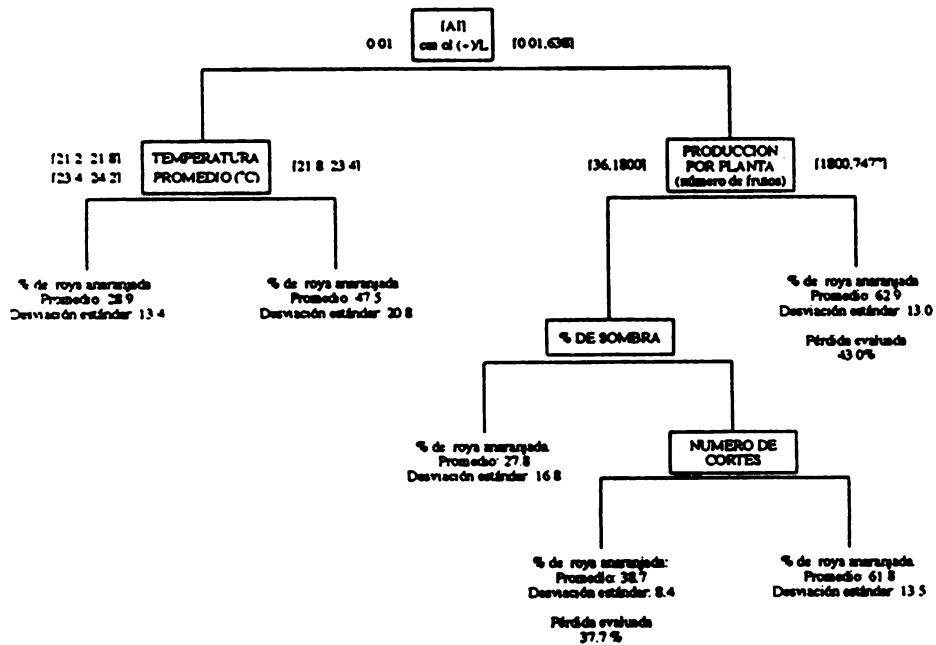 [Al]
0.01 cm ol (-)/L [0 01,638]
[21 2 21 8] TEMPERATURA [21 8 23 4]
[23 4 24 2] PROMEDIO (°C)
[36,1800] PRODUCCION [1800,747
POR PLANTA
(número de frutos)
% de roya anaranjada
Promedio 28 9
Desviación estándar 13 4
% de roya anaranjada
Promedio 47 5
Desviación estándar 20 8
% de roya anaranjada
Promedio 62 9
Desviación estándar 13.0
Pérdida evaluada
43.0%
% DE SOMBRA
% de roya anaranjada
Promedio: 27.8
Desviación estándar 16 8
NUMERO DE
CORTES
% de roya anaranjada:
Promedio: 38.7
Desviación estándar: 8.4
Pérdida evaluada
37.7 %
% de roya anaranjada
Promedio 61 8
Desviación estándar 13 5